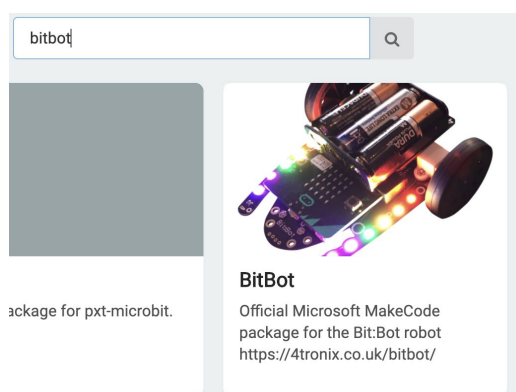 bitbot
BitBot
ackage for pxt-microbit.
Official Microsoft MakeCode
package for the Bit:Bot robot
https://4tronix.co.uk/bitbot/